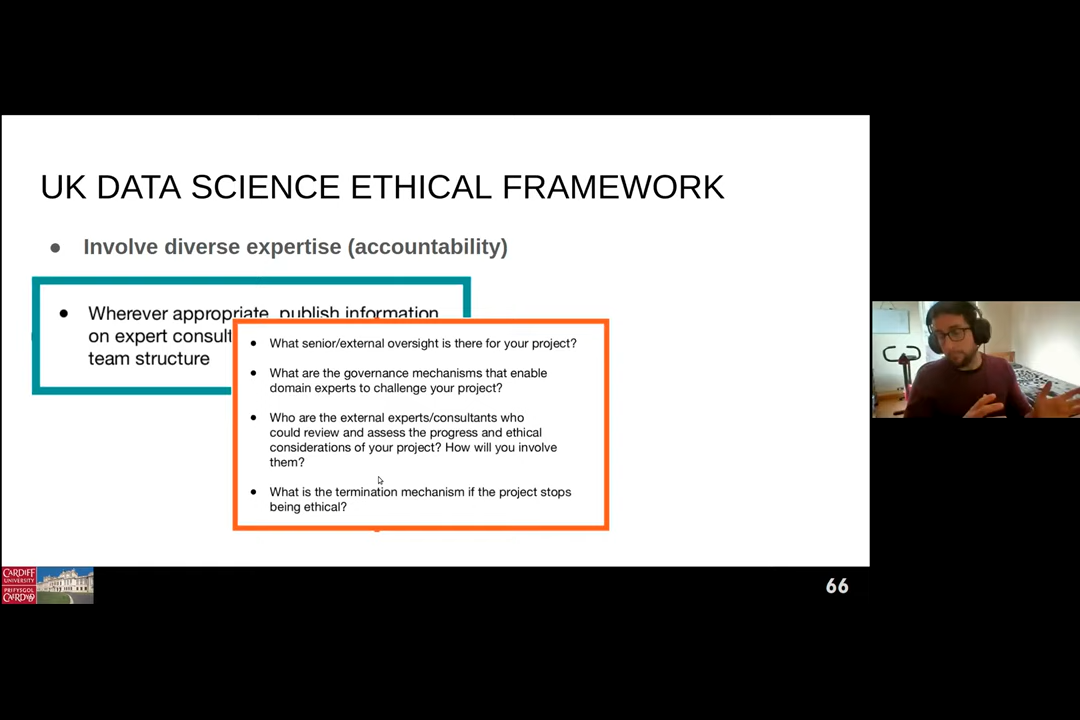 UK DATA SCIENCE ETHICAL FRAMEWORK
● Involve diverse expertise (accountability)
● Wherever appropriate, publish information
on expert consult
team structure
● What senior/external oversight is there for your project?
● What are the governance mechanisms that enable
domain experts to challenge your project?
● Who are the external experts/consultants who
could review and assess the progress and ethical
considerations of your project? How will you involve
them?
● What is the termination mechanism if the project stops
being ethical?
CARDIFF
UNIVERSITY
PRIFYSGOL
CAERDYDD
66